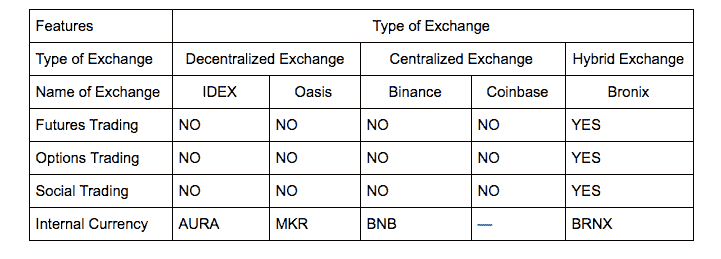 Features Type of Exchange
Type of Exchange Decentralized Exchange Centralized Exchange Hybrid Exchange
Name of Exchange IDEX Oasis Binance Coinbase Bronix
Futures Trading NO NO NO NO YES
Options Trading NO NO NO NO YES
Social Trading NO NO NO NO YES
Internal Currency AURA MKR BNB — BRNX